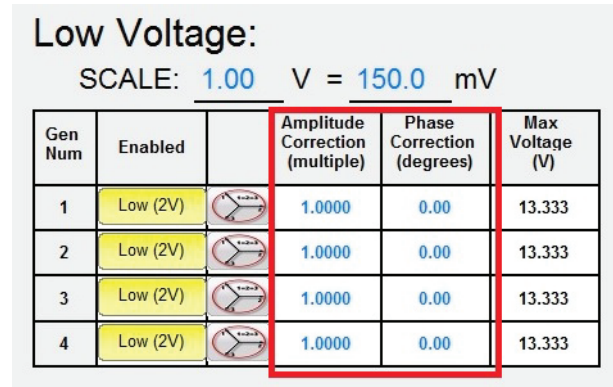 Low Voltage:
SCALE: 1.00 V = 150.0 mV
Gen Num Enabled Amplitude Correction (multiple) Phase Correction (degrees) Max Voltage (V)
1 Low (2V) 1.0000 0.00 13.333
2 Low (2V) 1.0000 0.00 13.333
3 Low (2V) 1.0000 0.00 13.333
4 Low (2V) 1.0000 0.00 13.333